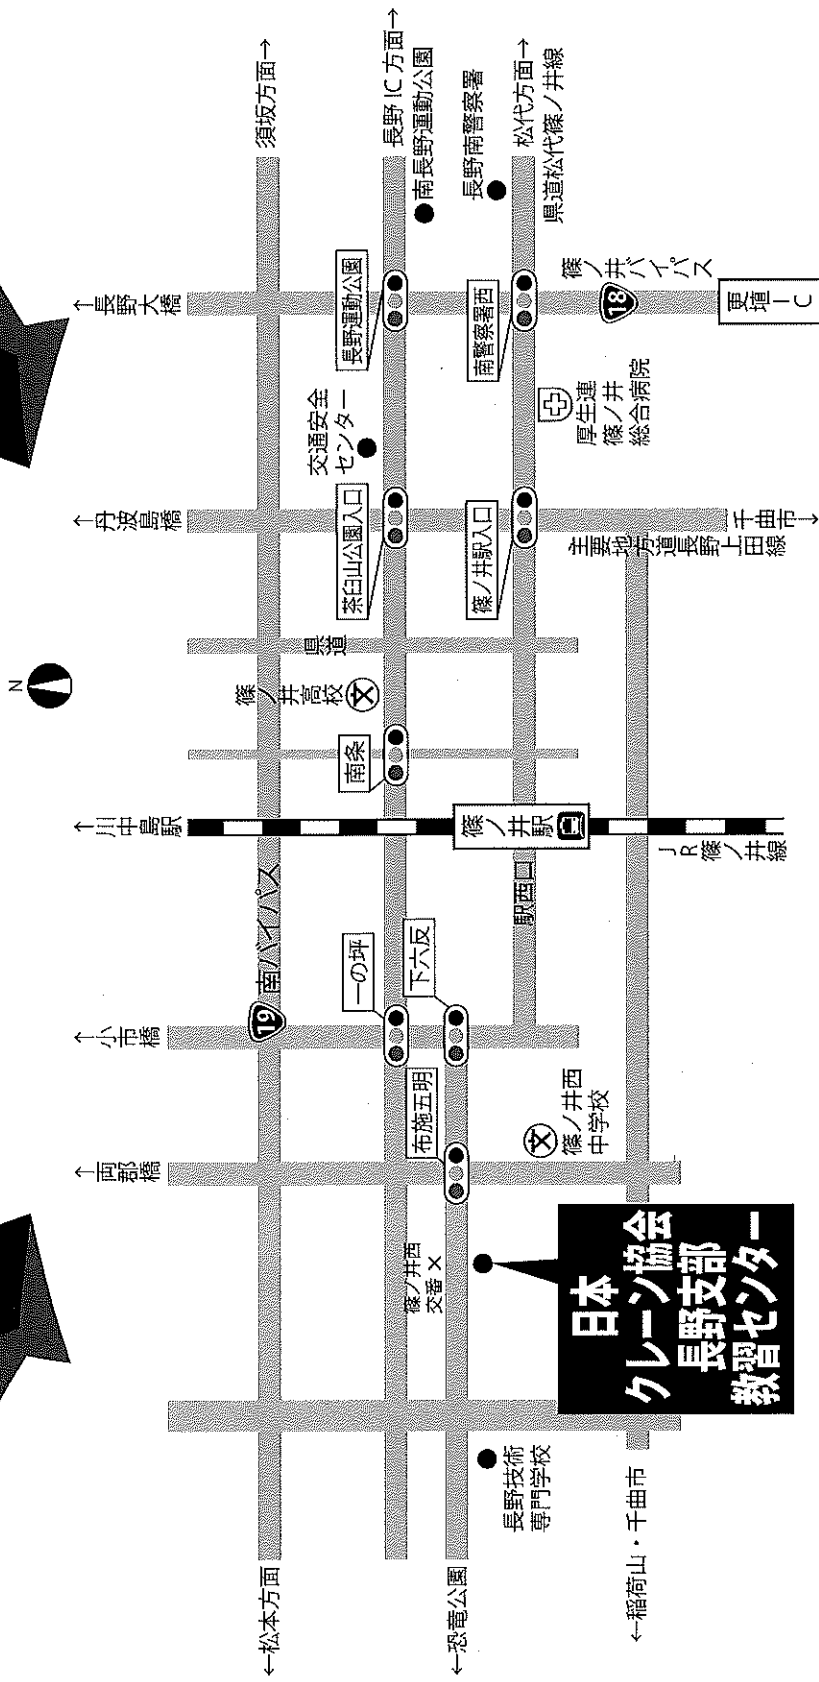 N
↑長野大橋
↑丹波島橋
↑川中島駅
↑小市橋
↑両郡橋
←松本方面
19
南バイパス
須坂方面→
県道
篠ノ井高校
文
交通安全
センター
長野運動公園
茶臼山公園入口
南条
一の坪
長野IC方面→
南長野運動公園
下六反
布施五明
篠ノ井西
交番
←恐竜公園
長野南警察署
南警察署西
篠ノ井駅入口
篠ノ井駅
駅西口
松代方面→
県道松代篠ノ井線
長野技術
専門学校
文
篠ノ井西
中学校
厚生連
篠ノ井
総合病院
18
篠ノ井バイパス
更埴IC
主要地方道長野上田線
千曲市→
JR篠ノ井線
←稲荷山・千曲市
日本
クレーン協会
長野支部
教習センター